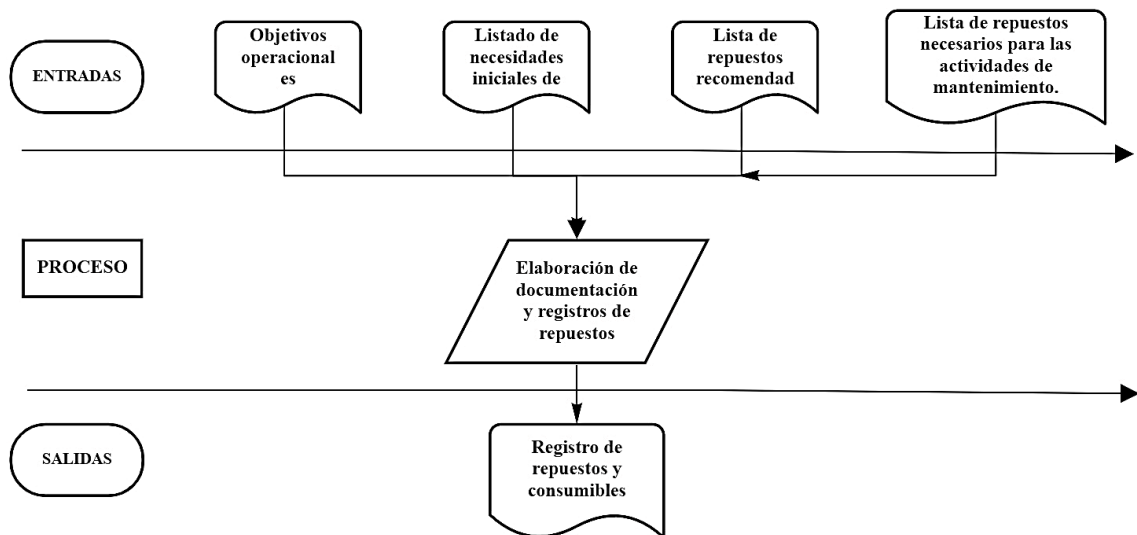 ENTRADAS
Objetivos
operacional
es
Listado de
necesidades
iniciales de
Lista de
repuestos
recomendad
Lista de repuestos
necesarios para las
actividades de
mantenimiento.
PROCESO
Elaboración de
documentación
y registros de
repuestos
SALIDAS
Registro de
repuestos y
consumibles